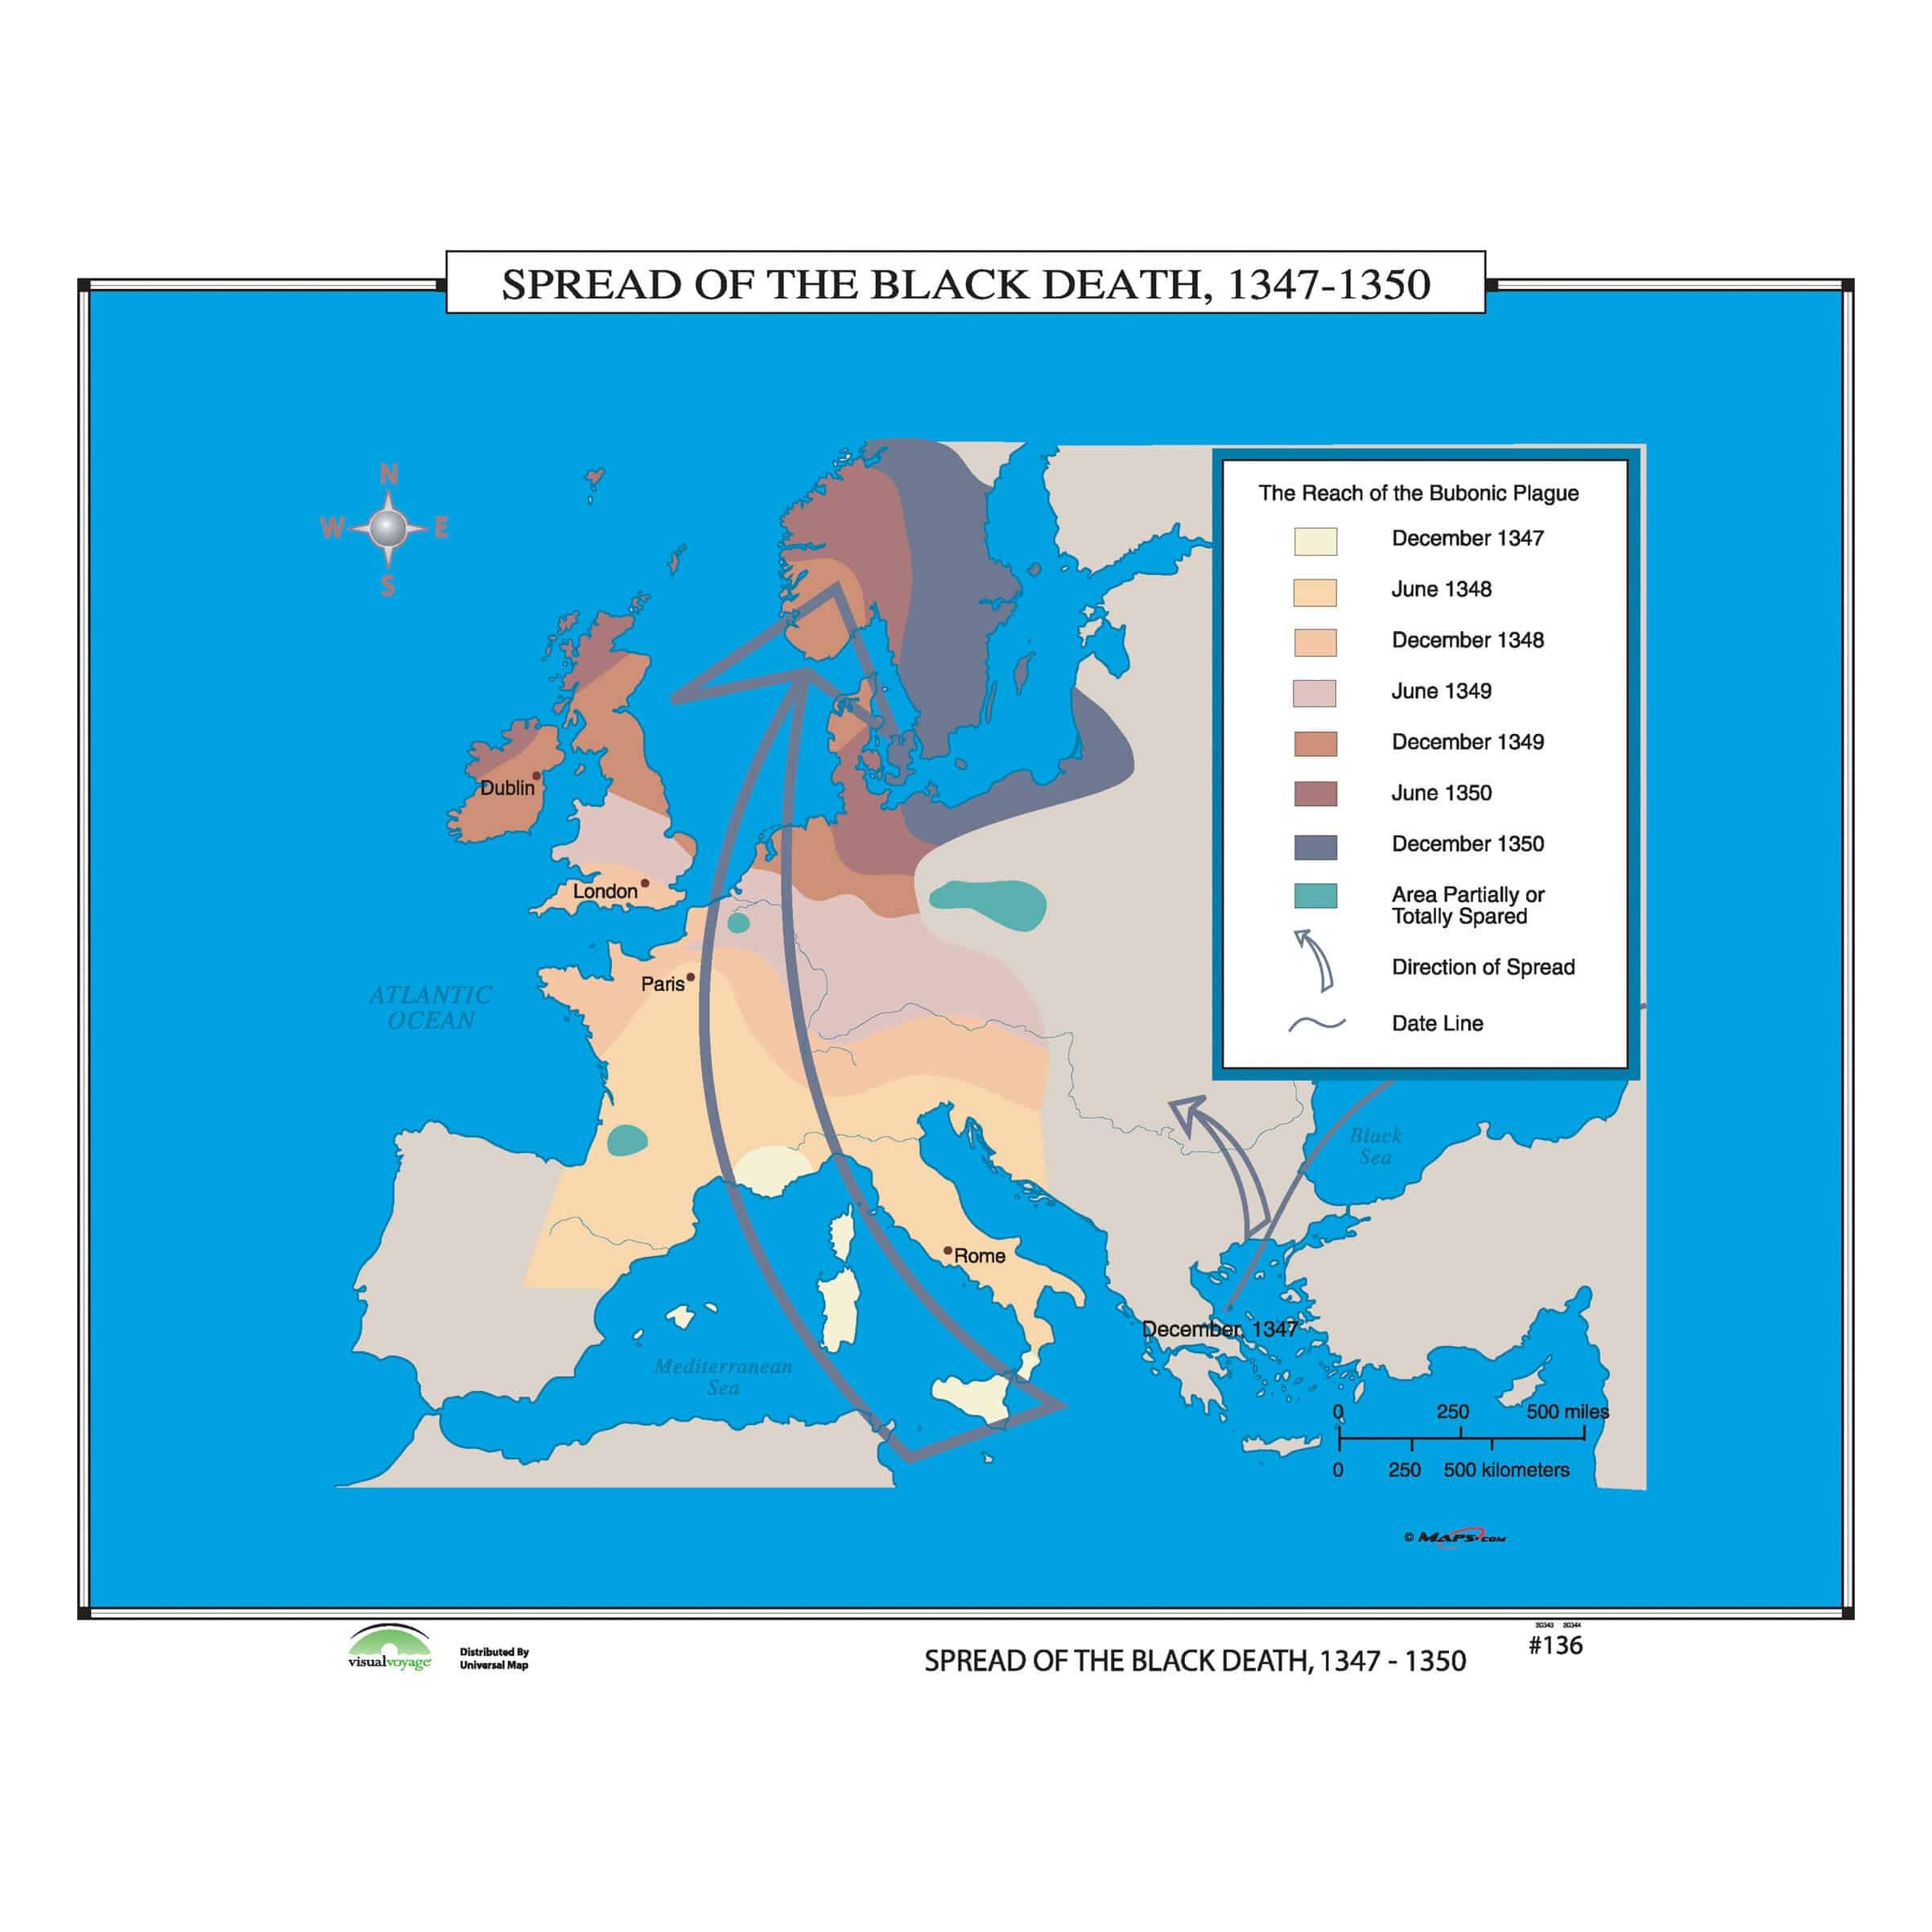 SPREAD OF THE BLACK DEATH, 1347-1350
N
W E
S
The Reach of the Bubonic Plague
December 1347
June 1348
December 1348
June 1349
December 1349
June 1350
December 1350
Area Partially or
Totally Spared
Direction of Spread
Date Line
Dublin
London
Paris
ATLANTIC
OCEAN
Black
Sea
Rome
December, 1347
Mediterranean
Sea
0 250 500 miles
0 250 500 kilometers
© MAPS.COM
visualvoyage
Distributed By
Universal Map
SPREAD OF THE BLACK DEATH, 1347 - 1350
30343 30344
#136